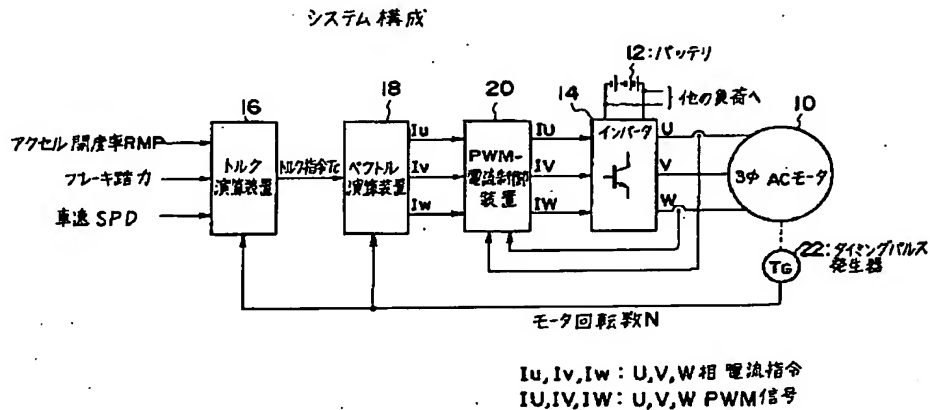 システム構成
12:バッテリ
}他の負荷へ
16
18
20
14
10
アクセル開度率RMP
ブレーキ踏力
車速SPD
トルク
演算装置
トルク指令Tc
ベクトル
演算装置
Iu
Iv
Iw
PWM-
電流制御
装置
IU
IV
IW
インバータ
U
V
W
3φ ACモータ
TG
22:タイミングパルス
発生器
モータ回転数N
Iu,Iv,Iw:U,V,W相 電流指令
IU,IV,IW:U,V,W PWM信号